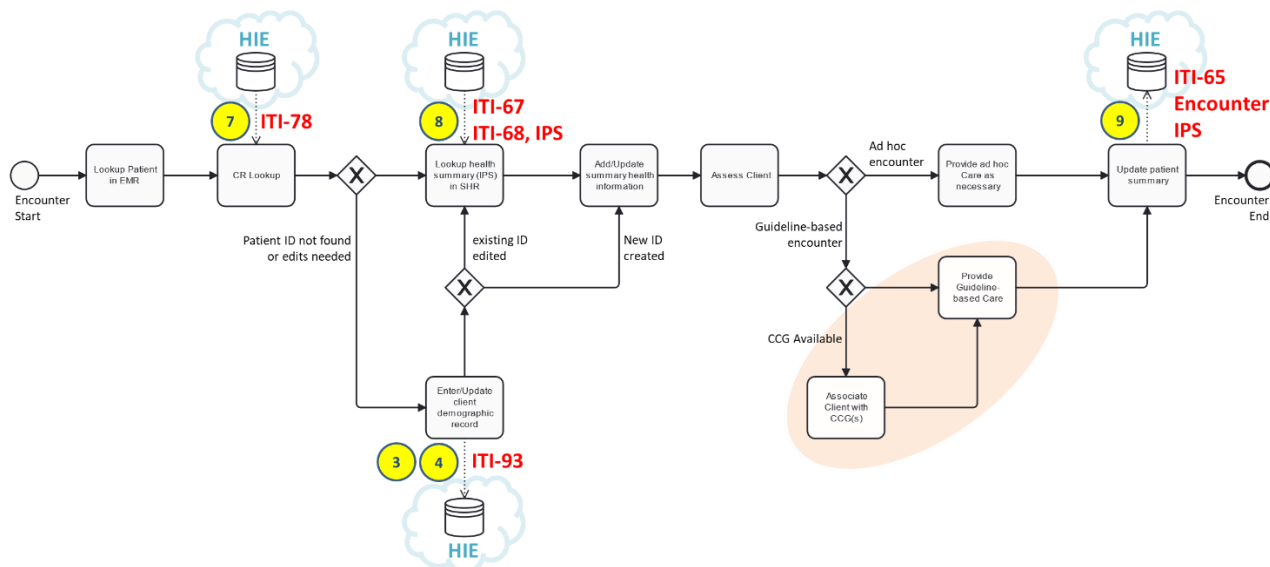 HIE
7
ITI-78
HIE
8
ITI-67
ITI-68, IPS
HIE
9
ITI-65
Encounter
IPS
Encounter
Start
Lookup Patient
in EMR
CR Lookup
X
Lookup health
summary (IPS)
in SHR
Add/Update
summary health
information
Assess Client
X
Ad hoc
encounter
Provide ad hoc
Care as
necessary
Update patient
summary
Encounter
End
Patient ID not found
or edits needed
existing ID
edited
New ID
created
Guideline-based
encounter
X
X
Provide
Guideline-
based Care
CCG Available
Enter/Update
client
demographic
record
Associate
Client with
CCG(s)
3
4
ITI-93
HIE